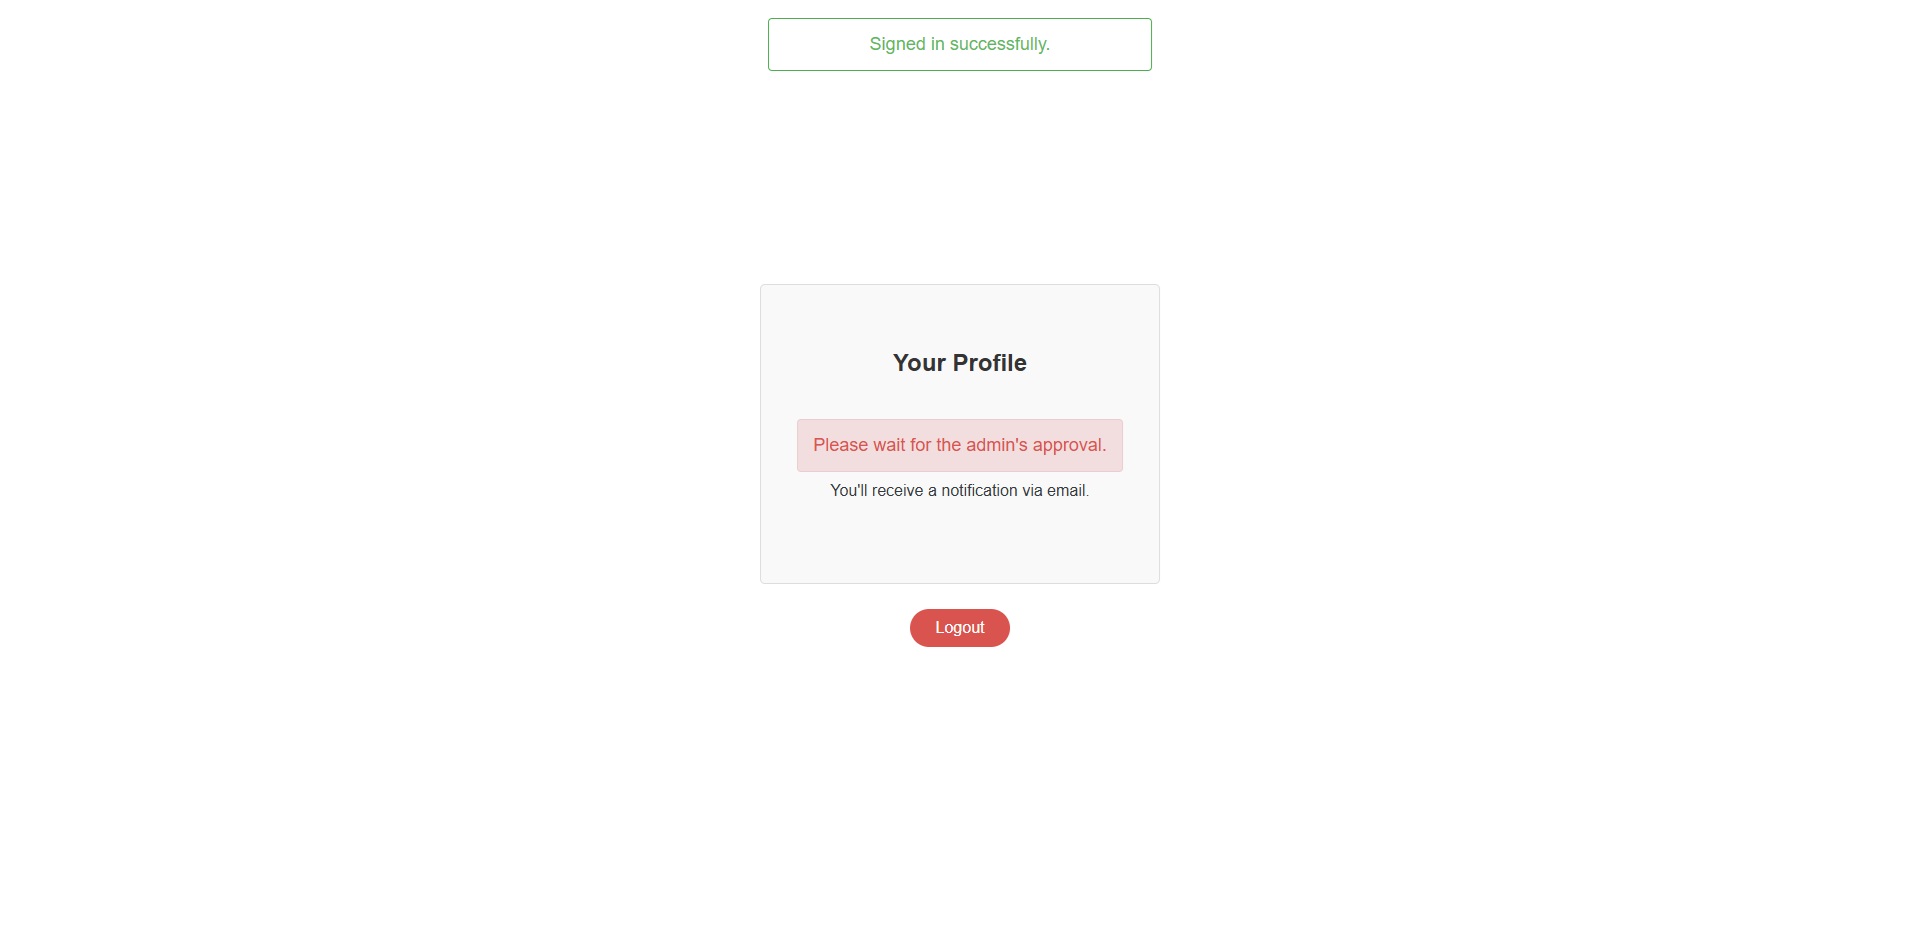 Signed in successfully.
Your Profile
Please wait for the admin's approval.
You'll receive a notification via email.
Logout